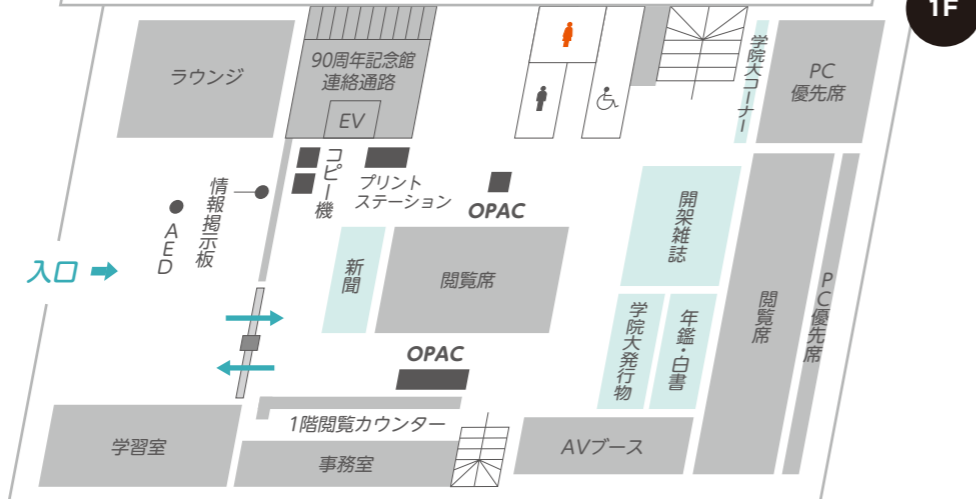 1F
ラウンジ
90周年記念館
連絡通路
EV
学院大コーナー
PC
優先席
コピー機
プリント
ステーション
OPAC
情報掲示板
AED
入口
新聞
閲覧席
開架雑誌
学院大発行物
年鑑・白書
閲覧席
PC優先席
OPAC
1階閲覧カウンター
学習室
事務室
AVブース